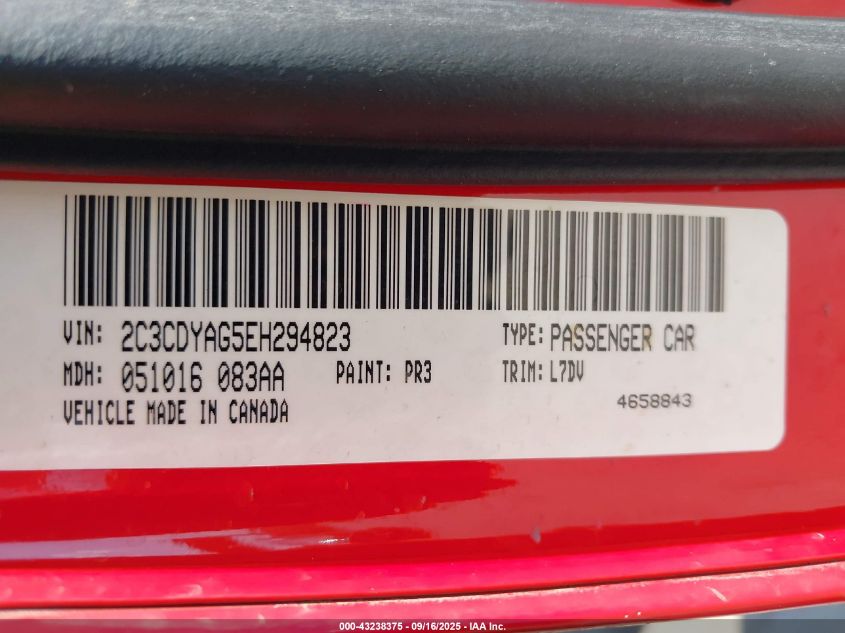 VIN: 2C3CDYAG5EH294823 TYPE: PASSENGER CAR
MDH: 051016 083AA PAINT: PR3 TRIM: L7DV
VEHICLE MADE IN CANADA 4658843
000-43238375 - 09/16/2025 - IAA Inc.